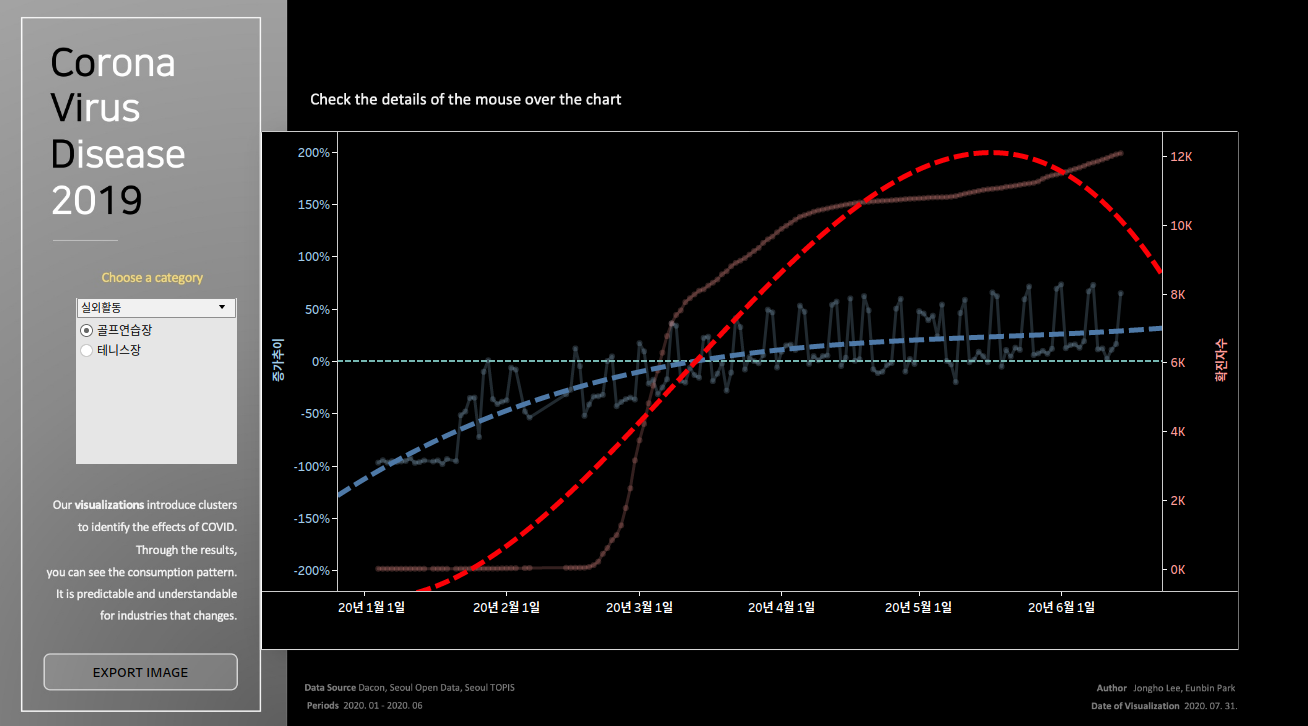 Corona
Virus
Disease
2019
Choose a category
실외활동
골프연습장
테니스장
Our visualizations introduce clusters
to identify the effects of COVID.
Through the results,
you can see the consumption pattern.
It is predictable and understandable
for industries that changes.
EXPORT IMAGE
Check the details of the mouse over the chart
200%
150%
100%
50%
0%
-50%
-100%
-150%
-200%
증가추이
12K
10K
8K
6K
4K
2K
0K
확진자수
20년 1월 1일 20년 2월 1일 20년 3월 1일 20년 4월 1일 20년 5월 1일 20년 6월 1일
Data Source Dacon, Seoul Open Data, Seoul TOPIS
Periods 2020. 01 - 2020. 06
Author Jongho Lee, Eunbin Park
Date of Visualization 2020. 07. 31.